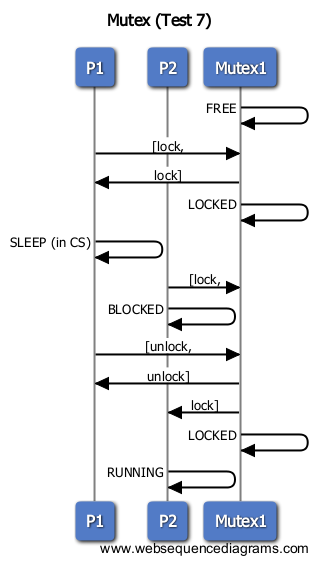 Mutex (Test 7)
P1 P2 Mutex1
FREE
[lock,
lock]
LOCKED
SLEEP (in CS)
[lock,
BLOCKED
[unlock,
unlock]
lock]
LOCKED
RUNNING
P1 P2 Mutex1
www.websequencediagrams.com